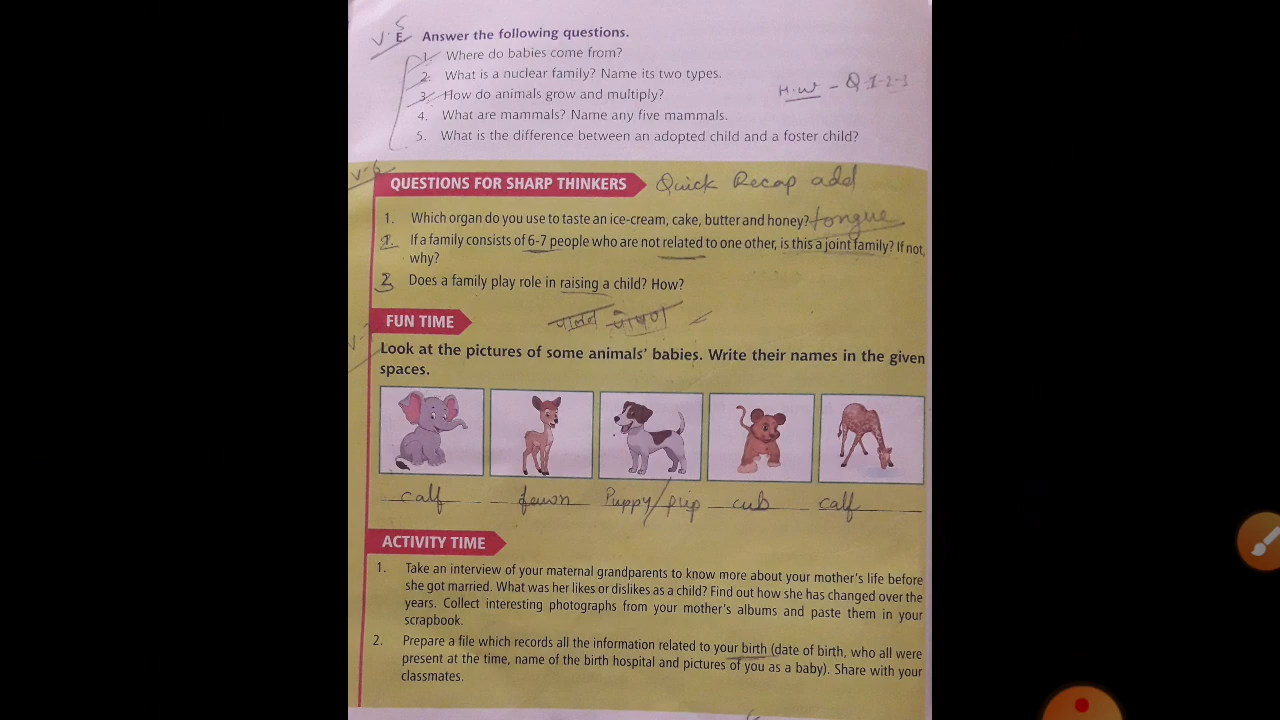 V-5
E. Answer the following questions.
1. Where do babies come from?
2. What is a nuclear family? Name its two types.
3. How do animals grow and multiply?
H.W - Q.1-2-3
4. What are mammals? Name any five mammals.
5. What is the difference between an adopted child and a foster child?
V-6
QUESTIONS FOR SHARP THINKERS Quick Recap add
1. Which organ do you use to taste an ice-cream, cake, butter and honey? tongue
2. If a family consists of 6-7 people who are not related to one other, is this a joint family? If not,
why?
3 Does a family play role in raising a child? How?
पालन पोषण
FUN TIME
Look at the pictures of some animals' babies. Write their names in the given
spaces.
calf fawn Puppy/pup cub calf
ACTIVITY TIME
1. Take an interview of your maternal grandparents to know more about your mother's life before
she got married. What was her likes or dislikes as a child? Find out how she has changed over the
years. Collect interesting photographs from your mother's albums and paste them in your
scrapbook.
2. Prepare a file which records all the information related to your birth (date of birth, who all were
present at the time, name of the birth hospital and pictures of you as a baby). Share with your
classmates.